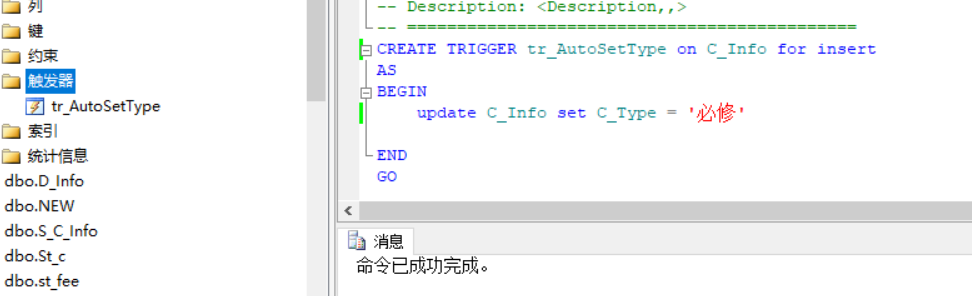 列
键
约束
触发器
tr_AutoSetType
索引
统计信息
dbo.D_Info
dbo.NEW
dbo.S_C_Info
dbo.St_c
dbo.st_fee
-- Description: <Description,,>
-- =============================================
CREATE TRIGGER tr_AutoSetType on C_Info for insert
AS
BEGIN
update C_Info set C_Type = '必修'
END
GO
消息
命令已成功完成。